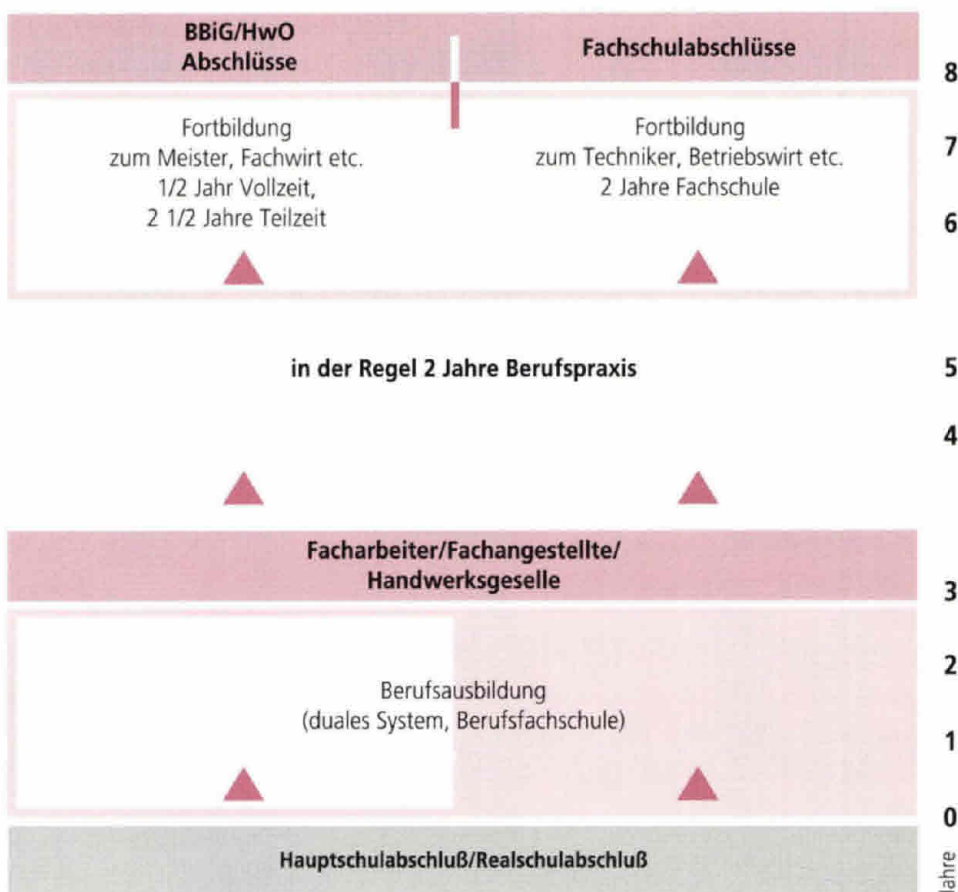 BBiG/HwO
Abschlüsse
Fachschulabschlüsse
8
Fortbildung
zum Meister, Fachwirt etc.
1/2 Jahr Vollzeit,
2 1/2 Jahre Teilzeit
Fortbildung
zum Techniker, Betriebswirt etc.
2 Jahre Fachschule
7
6
in der Regel 2 Jahre Berufspraxis
5
4
Facharbeiter/Fachangestellte/
Handwerksgeselle
3
2
Berufsausbildung
(duales System, Berufsfachschule)
1
0
Hauptschulabschluß/Realschulabschluß
Jahre